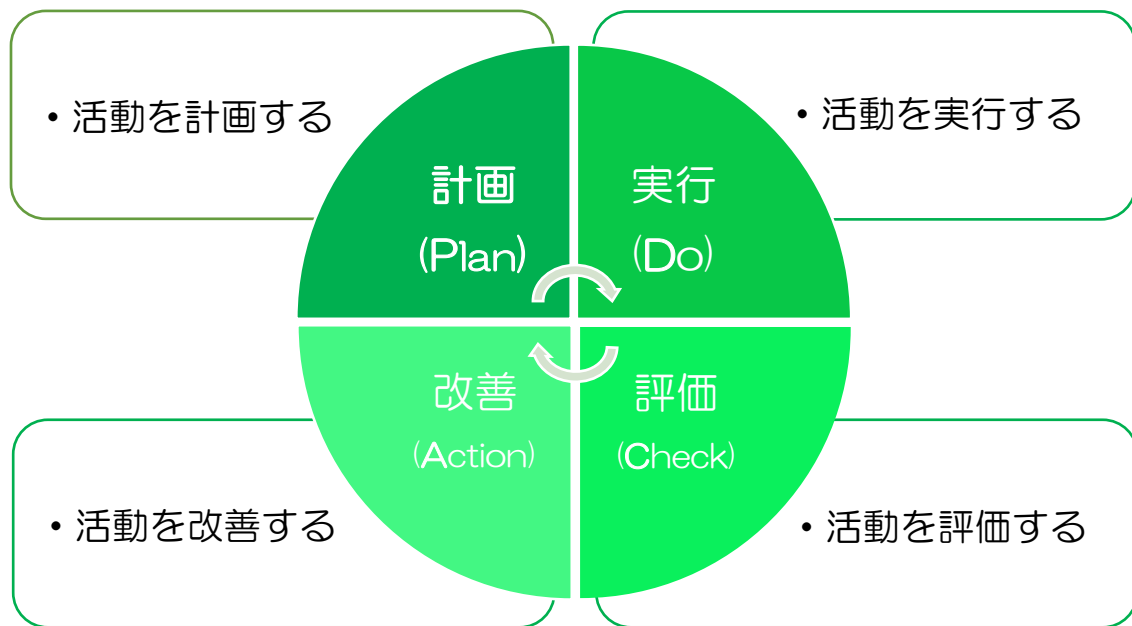 ・活動を計画する
・活動を実行する
計画
(Plan)
実行
(Do)
改善
(Action)
評価
(Check)
・活動を改善する
・活動を評価する